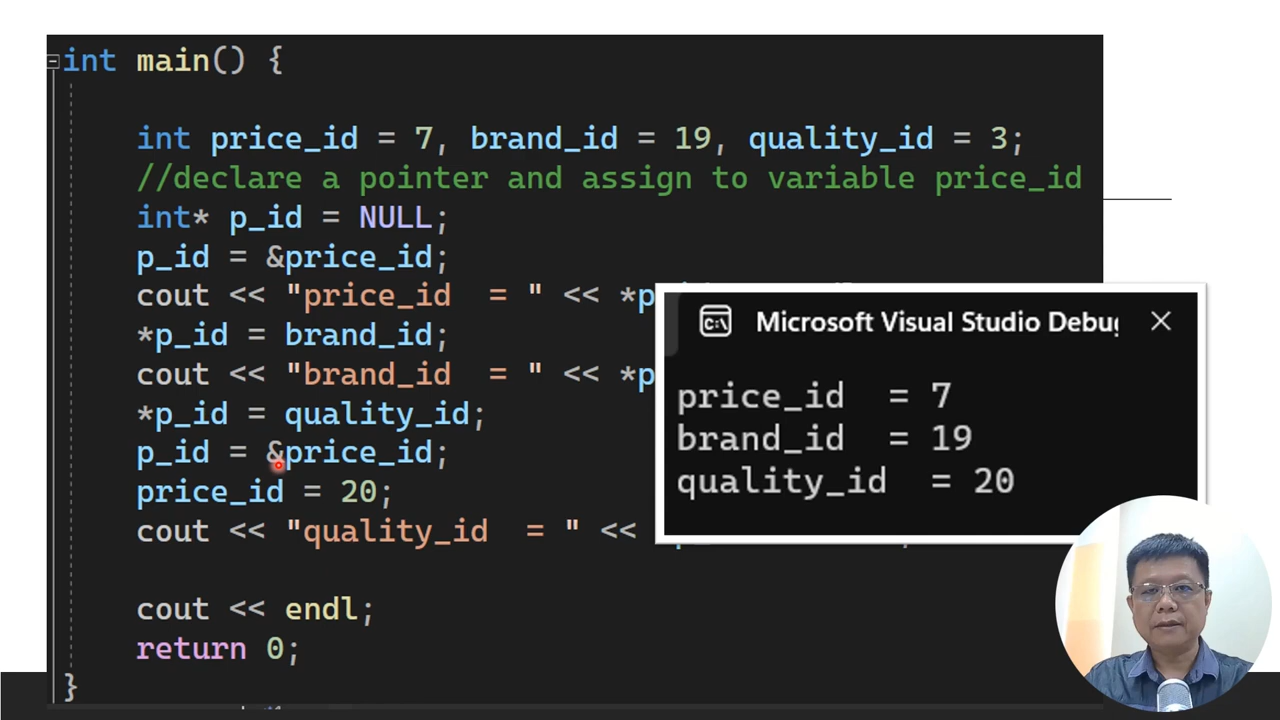 int main() {
int price_id = 7, brand_id = 19, quality_id = 3;
//declare a pointer and assign to variable price_id
int* p_id = NULL;
p_id = &price_id;
cout << "price_id  = " << *p
*p_id = brand_id;
cout << "brand_id  = " << *p
*p_id = quality_id;
p_id = &price_id;
price_id = 20;
cout << "quality_id  = " <<
cout << endl;
return 0;
}
C:\
Microsoft Visual Studio Debug
price_id  = 7
brand_id  = 19
quality_id  = 20